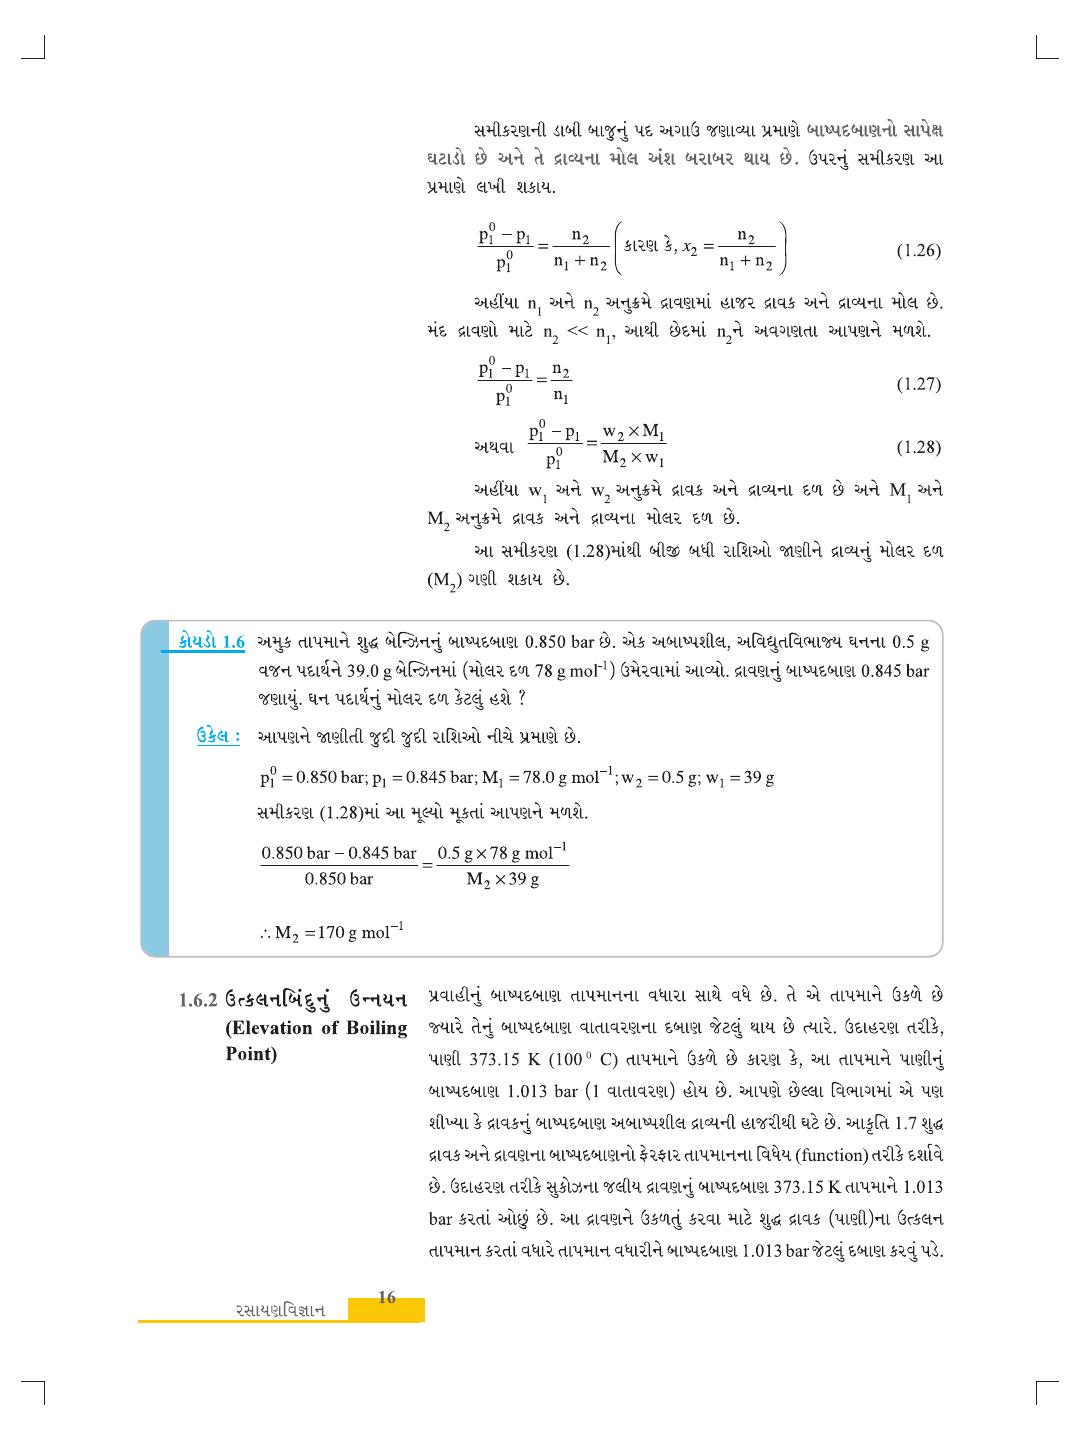 સમીકરણની ડાબી બાજુનું પદ અગાઉ જણાવ્યા પ્રમાણે બાષ્પદબાણનો સાપેક્ષ
ઘટાડો છે અને તે દ્રાવ્યના મોલ અંશ બરાબર થાય છે. ઉપરનું સમીકરણ આ
પ્રમાણે લખી શકાય.
(p₁⁰ − p₁)/p₁⁰ = n₂/(n₁ + n₂) (કારણ કે, x₂ = n₂/(n₁ + n₂)) (1.26)
અહીંયા n₁ અને n₂ અનુક્રમે દ્રાવણમાં હાજર દ્રાવક અને દ્રાવ્યના મોલ છે.
મંદ દ્રાવણો માટે n₂ << n₁, આથી છેદમાં n₂ને અવગણતા આપણને મળશે.
(p₁⁰ − p₁)/p₁⁰ = n₂/n₁ (1.27)
અથવા (p₁⁰ − p₁)/p₁⁰ = (w₂ × M₁)/(M₂ × w₁) (1.28)
અહીંયા w₁ અને w₂ અનુક્રમે દ્રાવક અને દ્રાવ્યના દળ છે અને M₁ અને
M₂ અનુક્રમે દ્રાવક અને દ્રાવ્યના મોલર દળ છે.
આ સમીકરણ (1.28)માંથી બીજી બધી રાશિઓ જાણીને દ્રાવ્યનું મોલર દળ
(M₂) ગણી શકાય છે.
કોયડો 1.6 અમુક તાપમાને શુદ્ધ બેન્ઝિનનું બાષ્પદબાણ 0.850 bar છે. એક અબાષ્પશીલ, અવિદ્યુતવિભાજ્ય ઘનના 0.5 g
વજન પદાર્થને 39.0 g બેન્ઝિનમાં (મોલર દળ 78 g mol⁻¹) ઉમેરવામાં આવ્યો. દ્રાવણનું બાષ્પદબાણ 0.845 bar
જણાયું. ઘન પદાર્થનું મોલર દળ કેટલું હશે ?
ઉકેલ : આપણને જાણીતી જુદી જુદી રાશિઓ નીચે પ્રમાણે છે.
p₁⁰ = 0.850 bar; p₁ = 0.845 bar; M₁ = 78.0 g mol⁻¹; w₂ = 0.5 g; w₁ = 39 g
સમીકરણ (1.28)માં આ મૂલ્યો મૂકતાં આપણને મળશે.
(0.850 bar − 0.845 bar)/0.850 bar = (0.5 g × 78 g mol⁻¹)/(M₂ × 39 g)
∴ M₂ = 170 g mol⁻¹
1.6.2 ઉત્કલનબિંદુનું ઉન્નયન
(Elevation of Boiling
Point)
પ્રવાહીનું બાષ્પદબાણ તાપમાનના વધારા સાથે વધે છે. તે એ તાપમાને ઉકળે છે
જ્યારે તેનું બાષ્પદબાણ વાતાવરણના દબાણ જેટલું થાય છે ત્યારે. ઉદાહરણ તરીકે,
પાણી 373.15 K (100⁰ C) તાપમાને ઉકળે છે કારણ કે, આ તાપમાને પાણીનું
બાષ્પદબાણ 1.013 bar (1 વાતાવરણ) હોય છે. આપણે છેલ્લા વિભાગમાં એ પણ
શીખ્યા કે દ્રાવકનું બાષ્પદબાણ અબાષ્પશીલ દ્રાવ્યની હાજરીથી ઘટે છે. આકૃતિ 1.7 શુદ્ધ
દ્રાવક અને દ્રાવણના બાષ્પદબાણનો ફેરફાર તાપમાનના વિધેય (function) તરીકે દર્શાવે
છે. ઉદાહરણ તરીકે સુક્રોઝના જલીય દ્રાવણનું બાષ્પદબાણ 373.15 K તાપમાને 1.013
bar કરતાં ઓછું છે. આ દ્રાવણને ઉકળતું કરવા માટે શુદ્ધ દ્રાવક (પાણી)ના ઉત્કલન
તાપમાન કરતાં વધારે તાપમાન વધારીને બાષ્પદબાણ 1.013 bar જેટલું દબાણ કરવું પડે.
રસાયણવિજ્ઞાન 16